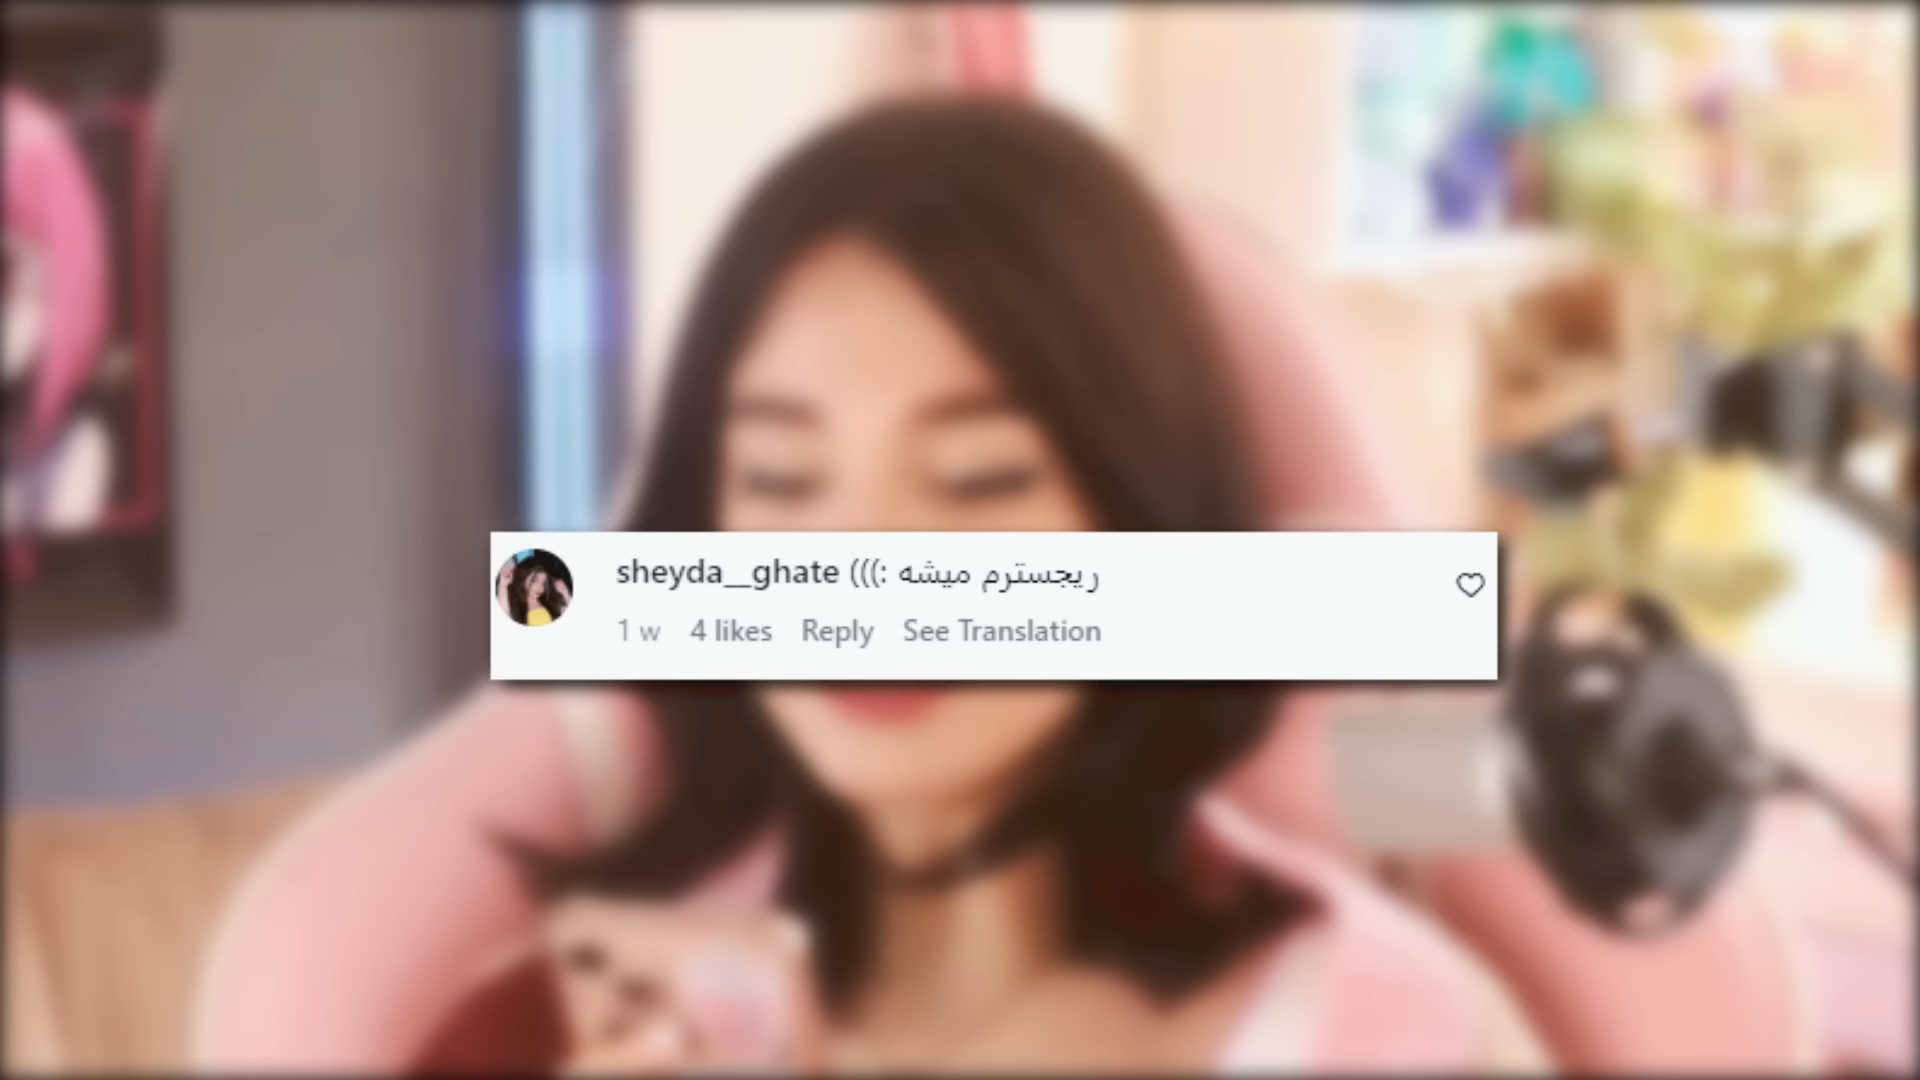 sheyda__ghate ریجسترم میشه :)))
1 w 4 likes Reply See Translation